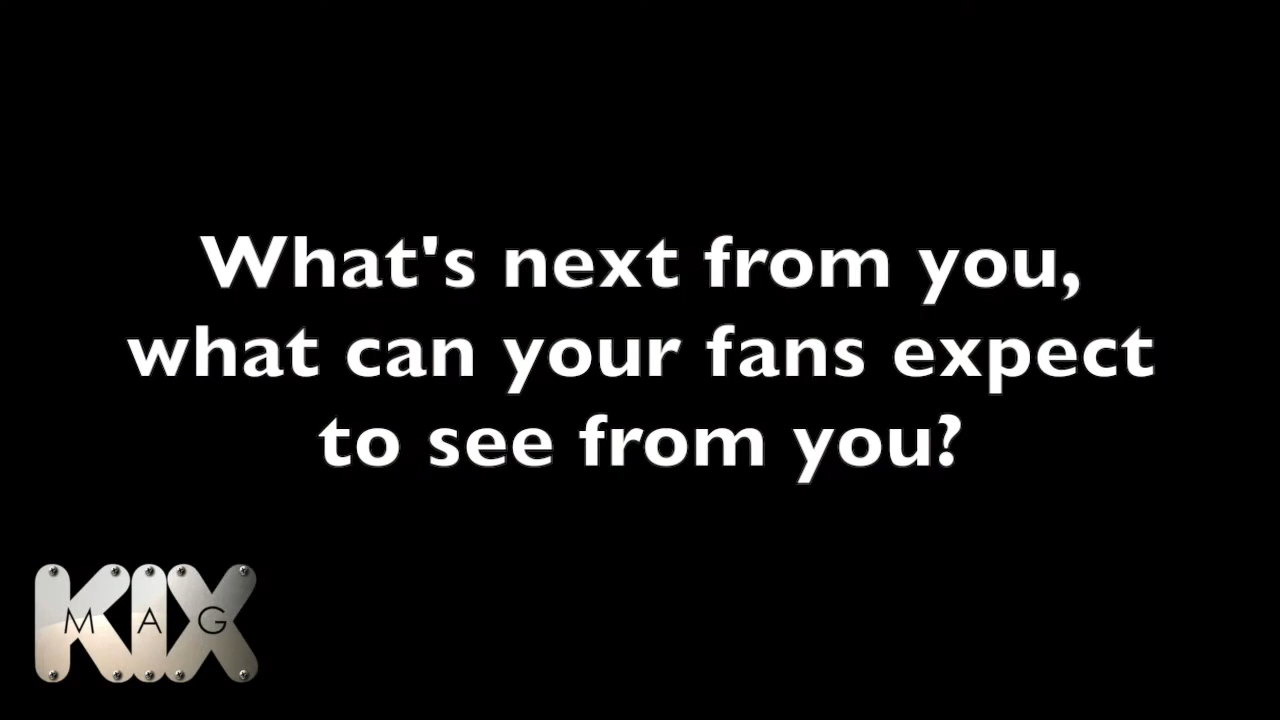 What's next from you,
what can your fans expect
to see from you?
KIX
MAG